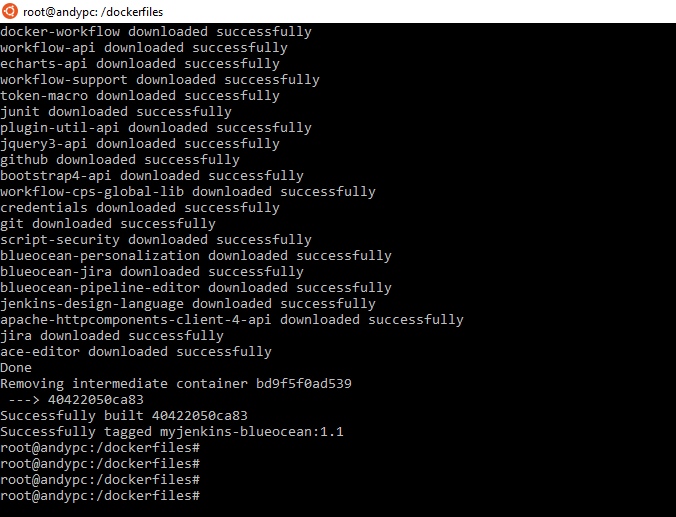 root@andypc: /dockerfiles
docker-workflow downloaded successfully
workflow-api downloaded successfully
echarts-api downloaded successfully
workflow-support downloaded successfully
token-macro downloaded successfully
junit downloaded successfully
plugin-util-api downloaded successfully
jquery3-api downloaded successfully
github downloaded successfully
bootstrap4-api downloaded successfully
workflow-cps-global-lib downloaded successfully
credentials downloaded successfully
git downloaded successfully
script-security downloaded successfully
blueocean-personalization downloaded successfully
blueocean-jira downloaded successfully
blueocean-pipeline-editor downloaded successfully
jenkins-design-language downloaded successfully
apache-httpcomponents-client-4-api downloaded successfully
jira downloaded successfully
ace-editor downloaded successfully
Done
Removing intermediate container bd9f5f0ad539
 ---> 40422050ca83
Successfully built 40422050ca83
Successfully tagged myjenkins-blueocean:1.1
root@andypc:/dockerfiles#
root@andypc:/dockerfiles#
root@andypc:/dockerfiles#
root@andypc:/dockerfiles#